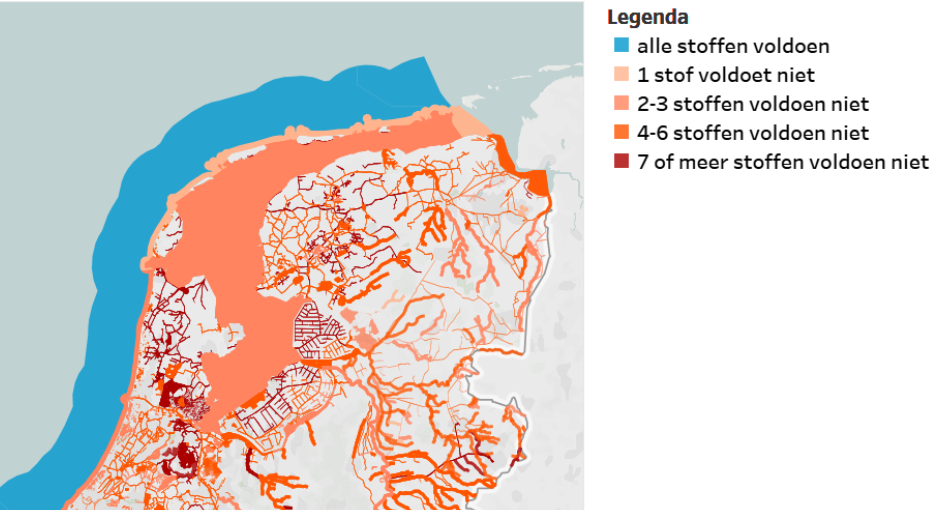 Legenda
alle stoffen voldoen
1 stof voldoet niet
2-3 stoffen voldoen niet
4-6 stoffen voldoen niet
7 of meer stoffen voldoen niet